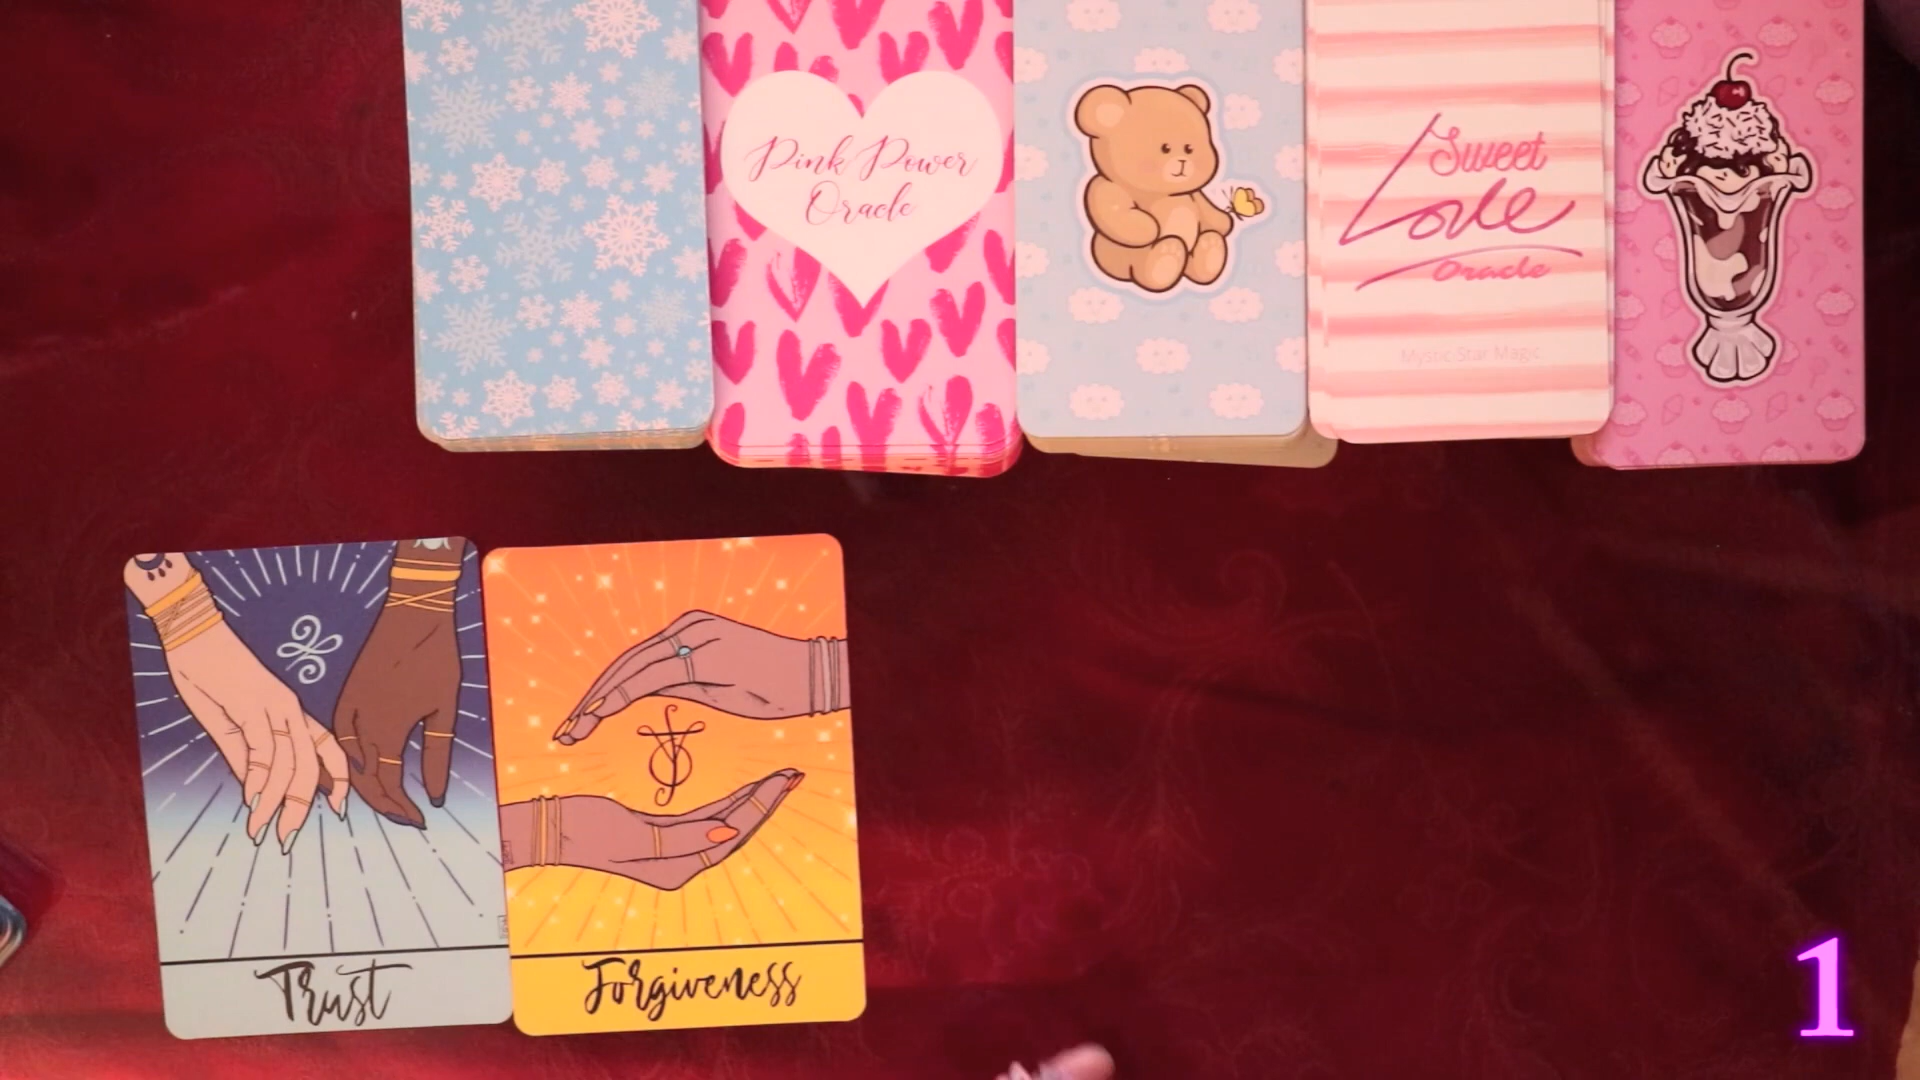 Pink Power
Oracle
Sweet
Love
Oracle
Mystic Star Magic
Trust
Forgiveness
1